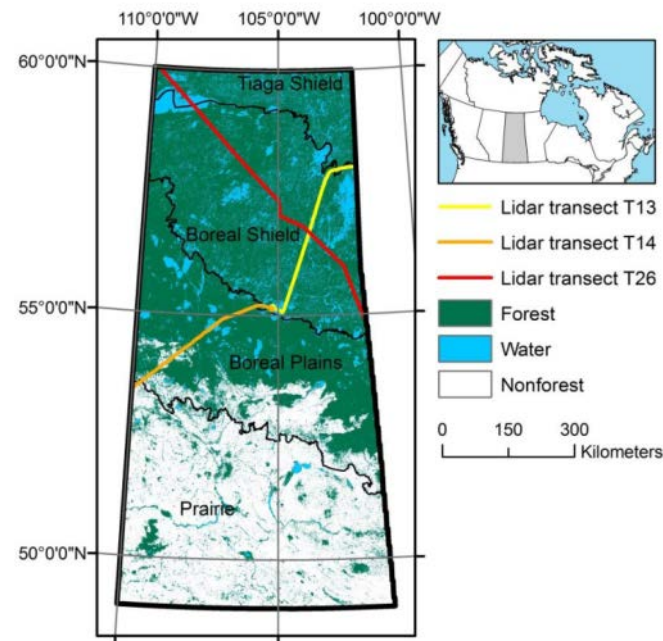 110°0'0"W 105°0'0"W 100°0'0"W
60°0'0"N
Tiaga Shield
Boreal Shield
55°0'0"N
Boreal Plains
Prairie
50°0'0"N
Lidar transect T13
Lidar transect T14
Lidar transect T26
Forest
Water
Nonforest
0 150 300
Kilometers